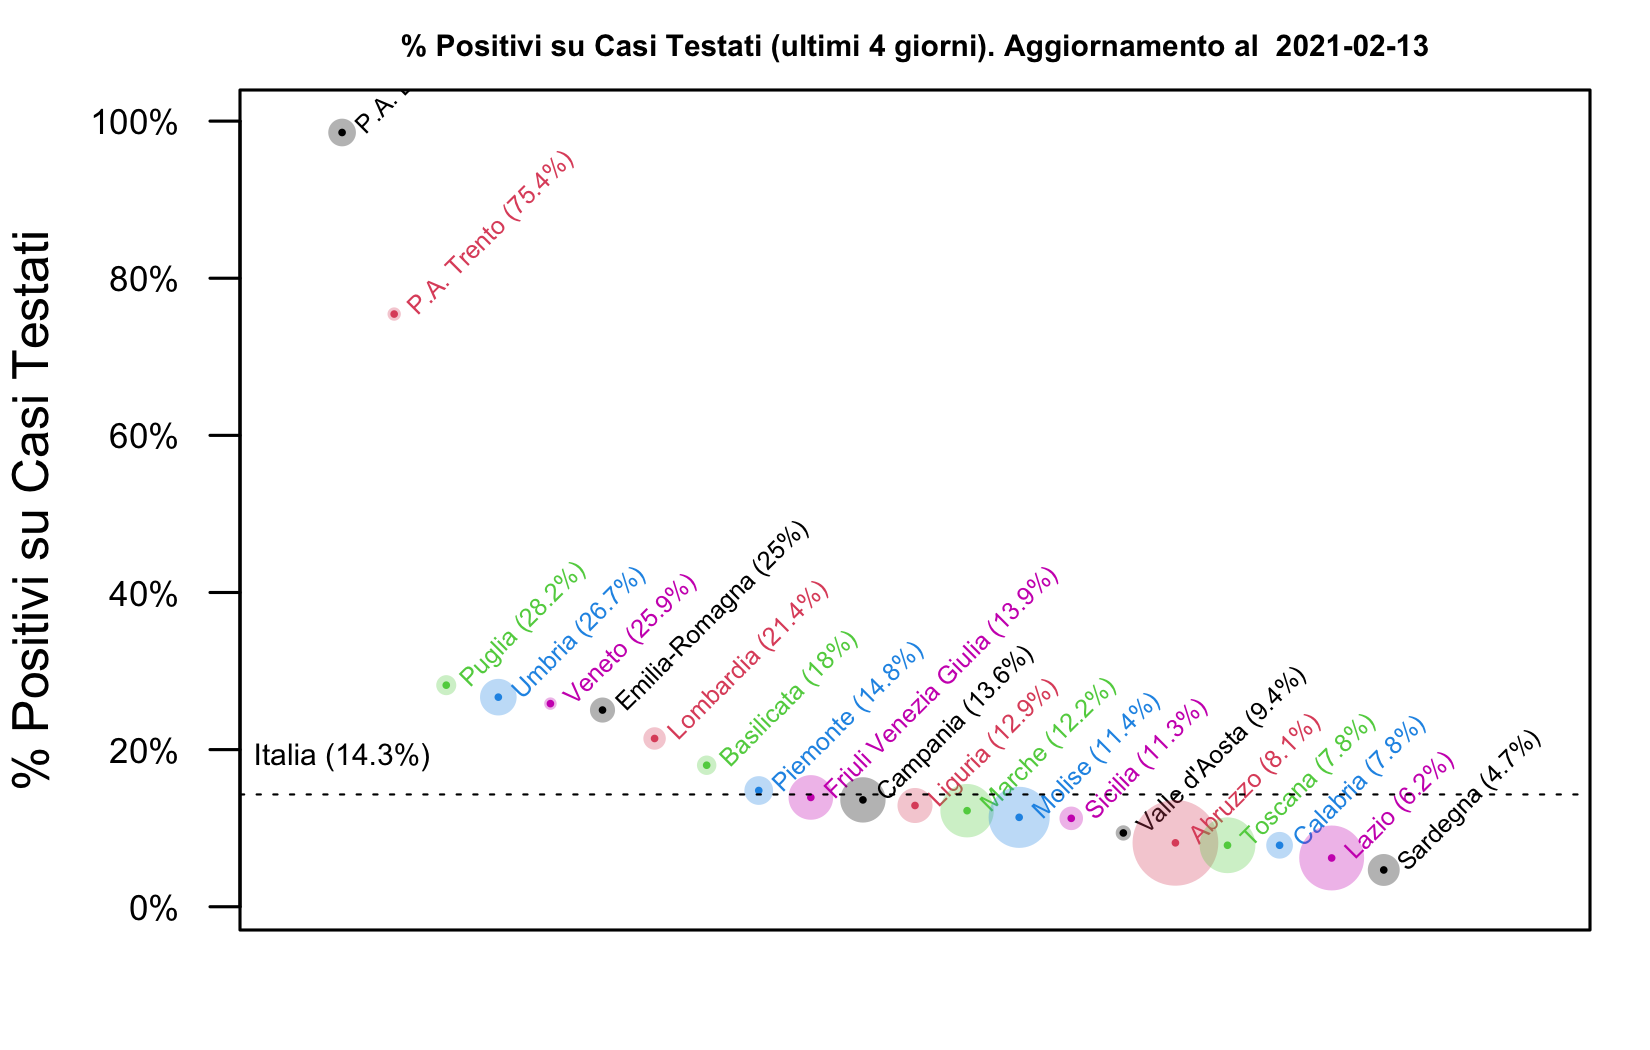 % Positivi su Casi Testati (ultimi 4 giorni). Aggiornamento al 2021-02-13
% Positivi su Casi Testati
100%
80%
60%
40%
20%
0%
Italia (14.3%)
P.A.
P.A. Trento (75.4%)
Puglia (28.2%)
Umbria (26.7%)
Veneto (25.9%)
Emilia-Romagna (25%)
Lombardia (21.4%)
Basilicata (18%)
Piemonte (14.8%)
Friuli Venezia Giulia (13.9%)
Campania (13.6%)
Liguria (12.9%)
Marche (12.2%)
Molise (11.4%)
Sicilia (11.3%)
Valle d'Aosta (9.4%)
Abruzzo (8.1%)
Toscana (7.8%)
Calabria (7.8%)
Lazio (6.2%)
Sardegna (4.7%)